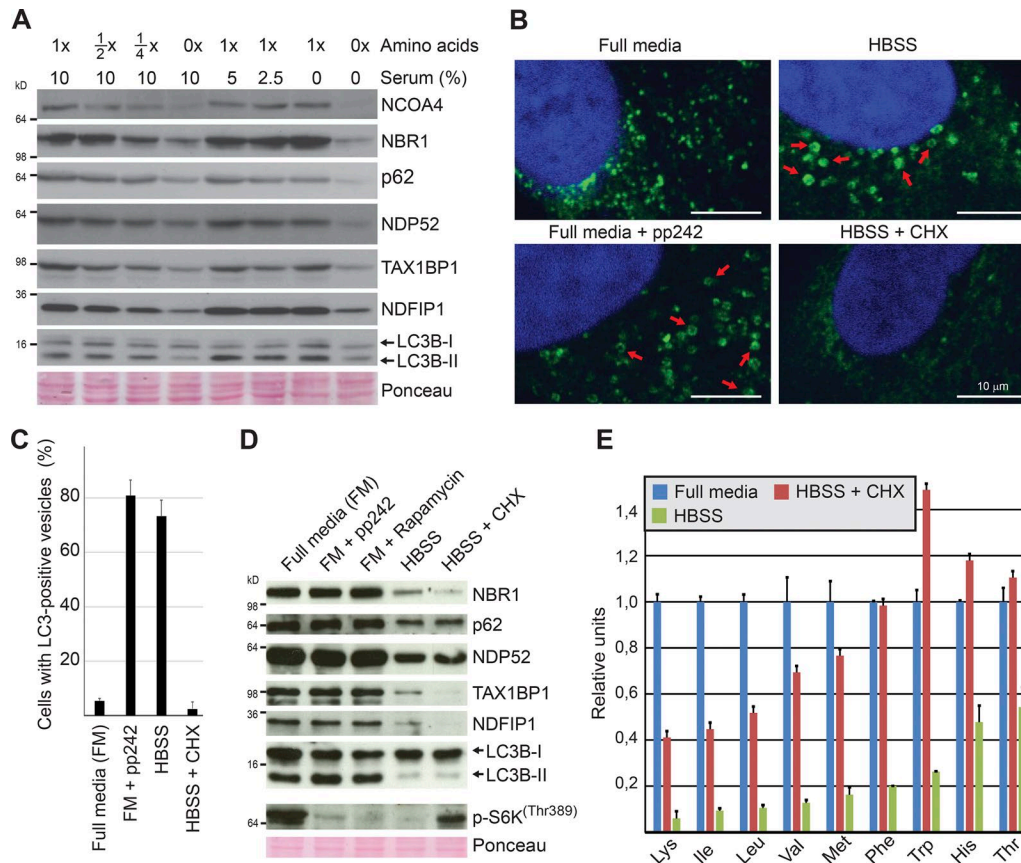 A
1x 1/2x 1/4x 0x 1x 1x 1x 0x Amino acids
10 10 10 10 5 2.5 0 0 Serum (%)
kD
64 NCOA4
98 NBR1
64 p62
64 NDP52
98 TAX1BP1
36 NDFIP1
16 LC3B-I
LC3B-II
Ponceau
B
Full media HBSS
Full media + pp242 HBSS + CHX
10 µm
C
Cells with LC3-positive vesicles (%)
80
60
40
20
Full media (FM)
FM + pp242
HBSS
HBSS + CHX
D
Full media (FM)
FM + pp242
FM + Rapamycin
HBSS
HBSS + CHX
kD
98 NBR1
64 p62
64 NDP52
98 TAX1BP1
36 NDFIP1
LC3B-I
16 LC3B-II
64 p-S6K(Thr389)
Ponceau
E
Full media HBSS + CHX
HBSS
Relative units
1,4
1,2
1,0
0,8
0,6
0,4
0,2
Lys Ile Leu Val Met Phe Trp His Thr